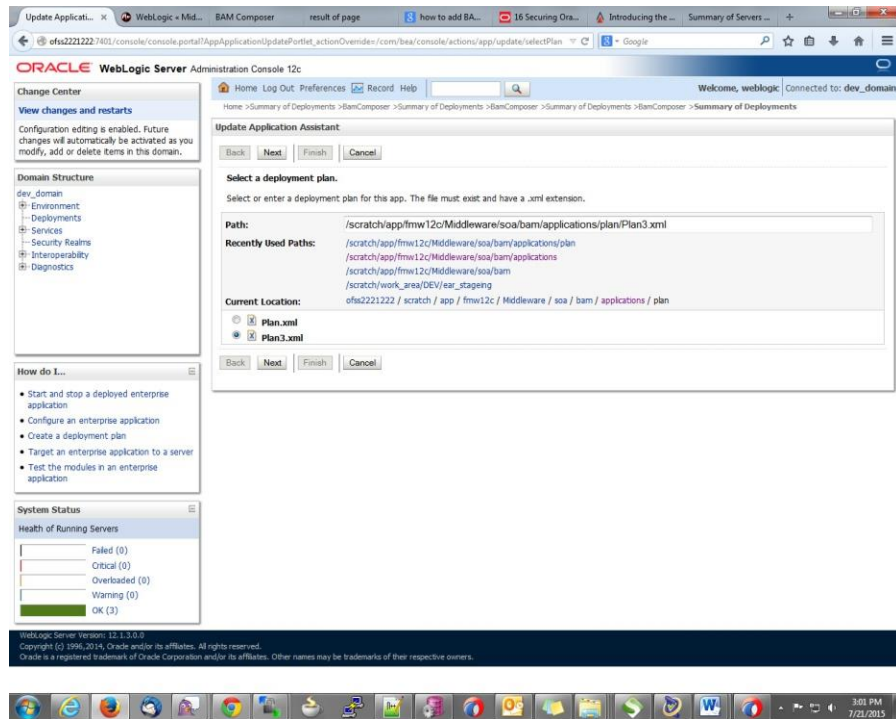 Update Applicati...
WebLogic « Mid...
BAM Composer
result of page
how to add BA...
16 Securing Ora...
Introducing the ...
Summary of Servers ...
ofss2221222:7401/console/console.portal?AppApplicationUpdatePortlet_actionOverride=/com/bea/console/actions/app/update/selectPlan
Google
ORACLE WebLogic Server Administration Console 12c
Change Center
View changes and restarts
Configuration editing is enabled. Future
changes will automatically be activated as you
modify, add or delete items in this domain.
Domain Structure
dev_domain
Environment
Deployments
Services
Security Realms
Interoperability
Diagnostics
How do I...
Start and stop a deployed enterprise
application
Configure an enterprise application
Create a deployment plan
Target an enterprise application to a server
Test the modules in an enterprise
application
System Status
Health of Running Servers
Failed (0)
Critical (0)
Overloaded (0)
Warning (0)
OK (3)
Home Log Out Preferences Record Help
Welcome, weblogic Connected to: dev_domain
Home >Summary of Deployments >BamComposer >Summary of Deployments >BamComposer >Summary of Deployments >BamComposer >Summary of Deployments
Update Application Assistant
Back Next Finish Cancel
Select a deployment plan.
Select or enter a deployment plan for this app. The file must exist and have a .xml extension.
Path: /scratch/app/fmw12c/Middleware/soa/bam/applications/plan/Plan3.xml
Recently Used Paths: /scratch/app/fmw12c/Middleware/soa/bam/applications/plan
/scratch/app/fmw12c/Middleware/soa/bam/applications
/scratch/app/fmw12c/Middleware/soa/bam
/scratch/work_area/DEV/ear_stageing
Current Location: ofss2221222 / scratch / app / fmw12c / Middleware / soa / bam / applications / plan
Plan.xml
Plan3.xml
Back Next Finish Cancel
WebLogic Server Version: 12.1.3.0.0
Copyright (c) 1996,2014, Oracle and/or its affiliates. All rights reserved.
Oracle is a registered trademark of Oracle Corporation and/or its affiliates. Other names may be trademarks of their respective owners.
3:01 PM
7/21/2015